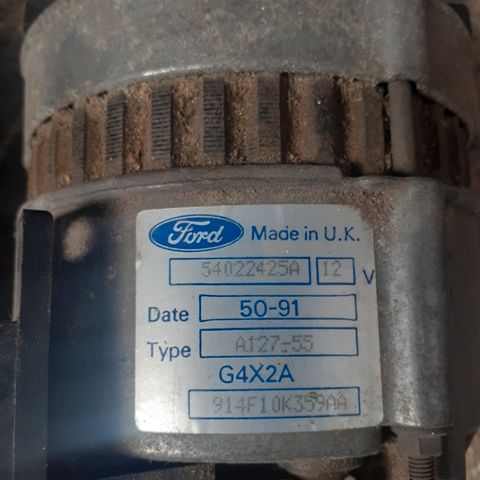 Ford Made in U.K.
54022425A 12 V
Date 50-91
Type A127-55
G4X2A
914F10K359AA